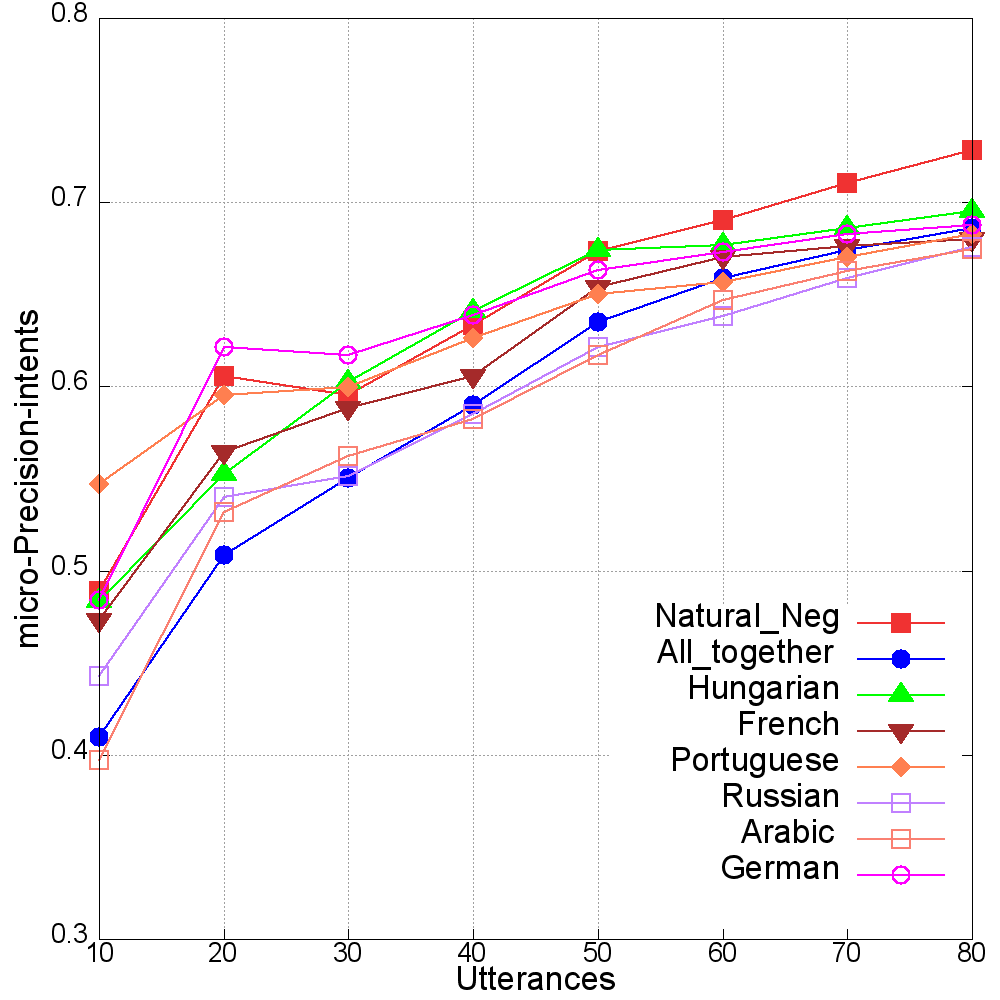 0.8
0.7
0.6
0.5
0.4
0.3
micro-Precision-intents
Natural_Neg
All_together
Hungarian
French
Portuguese
Russian
Arabic
German
10 20 30 40 50 60 70 80
Utterances